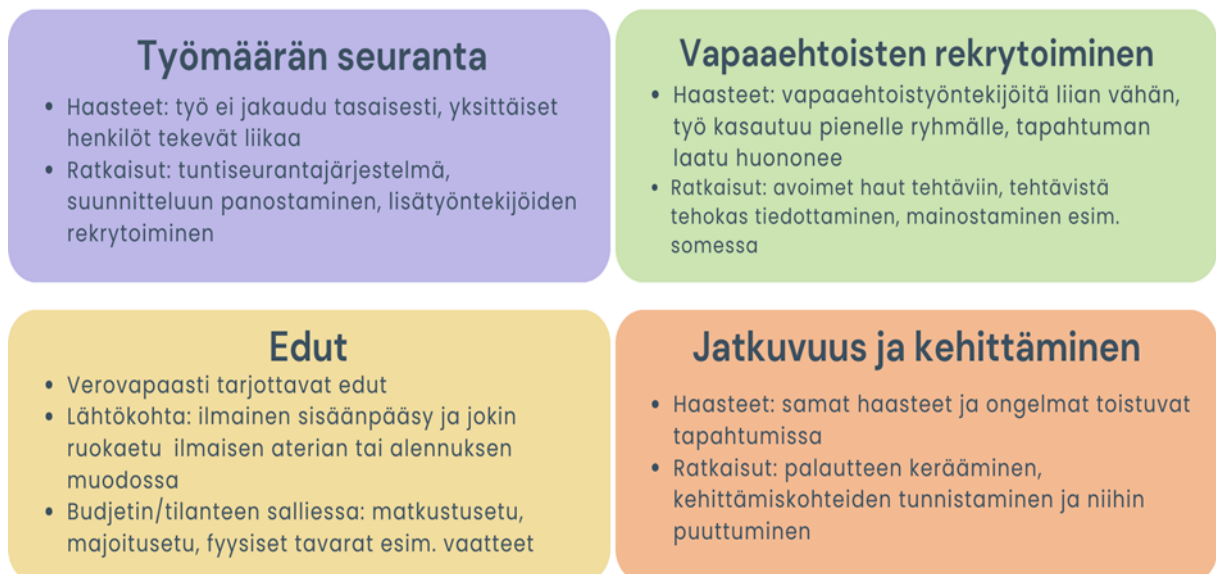 Työmäärän seuranta
• Haasteet: työ ei jakaudu tasaisesti, yksittäiset
henkilöt tekevät liikaa
• Ratkaisut: tuntiseurantajärjestelmä,
suunnitteluun panostaminen, lisätyöntekijöiden
rekrytoiminen
Vapaaehtoisten rekrytoiminen
• Haasteet: vapaaehtoistyöntekijöitä liian vähän,
työ kasautuu pienelle ryhmälle, tapahtuman
laatu huononee
• Ratkaisut: avoimet haut tehtäviin, tehtävistä
tehokas tiedottaminen, mainostaminen esim.
somessa
Edut
• Verovapaasti tarjottavat edut
• Lähtökohta: ilmainen sisäänpääsy ja jokin
ruokaetu ilmaisen aterian tai alennuksen
muodossa
• Budjetin/tilanteen salliessa: matkustusetu,
majoitusetu, fyysiset tavarat esim. vaatteet
Jatkuvuus ja kehittäminen
• Haasteet: samat haasteet ja ongelmat toistuvat
tapahtumissa
• Ratkaisut: palautteen kerääminen,
kehittämiskohteiden tunnistaminen ja niihin
puuttuminen